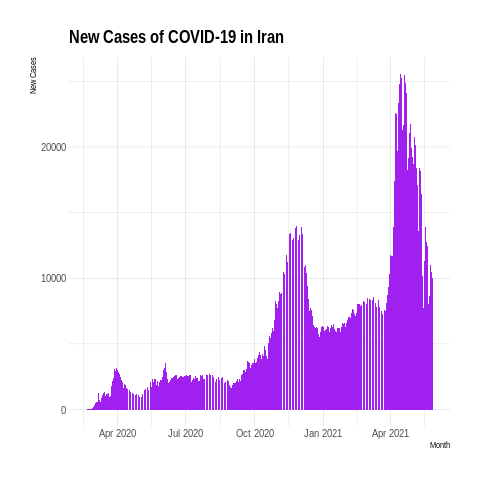 New Cases of COVID-19 in Iran
New Cases
20000
10000
0
Apr 2020 Jul 2020 Oct 2020 Jan 2021 Apr 2021
Month